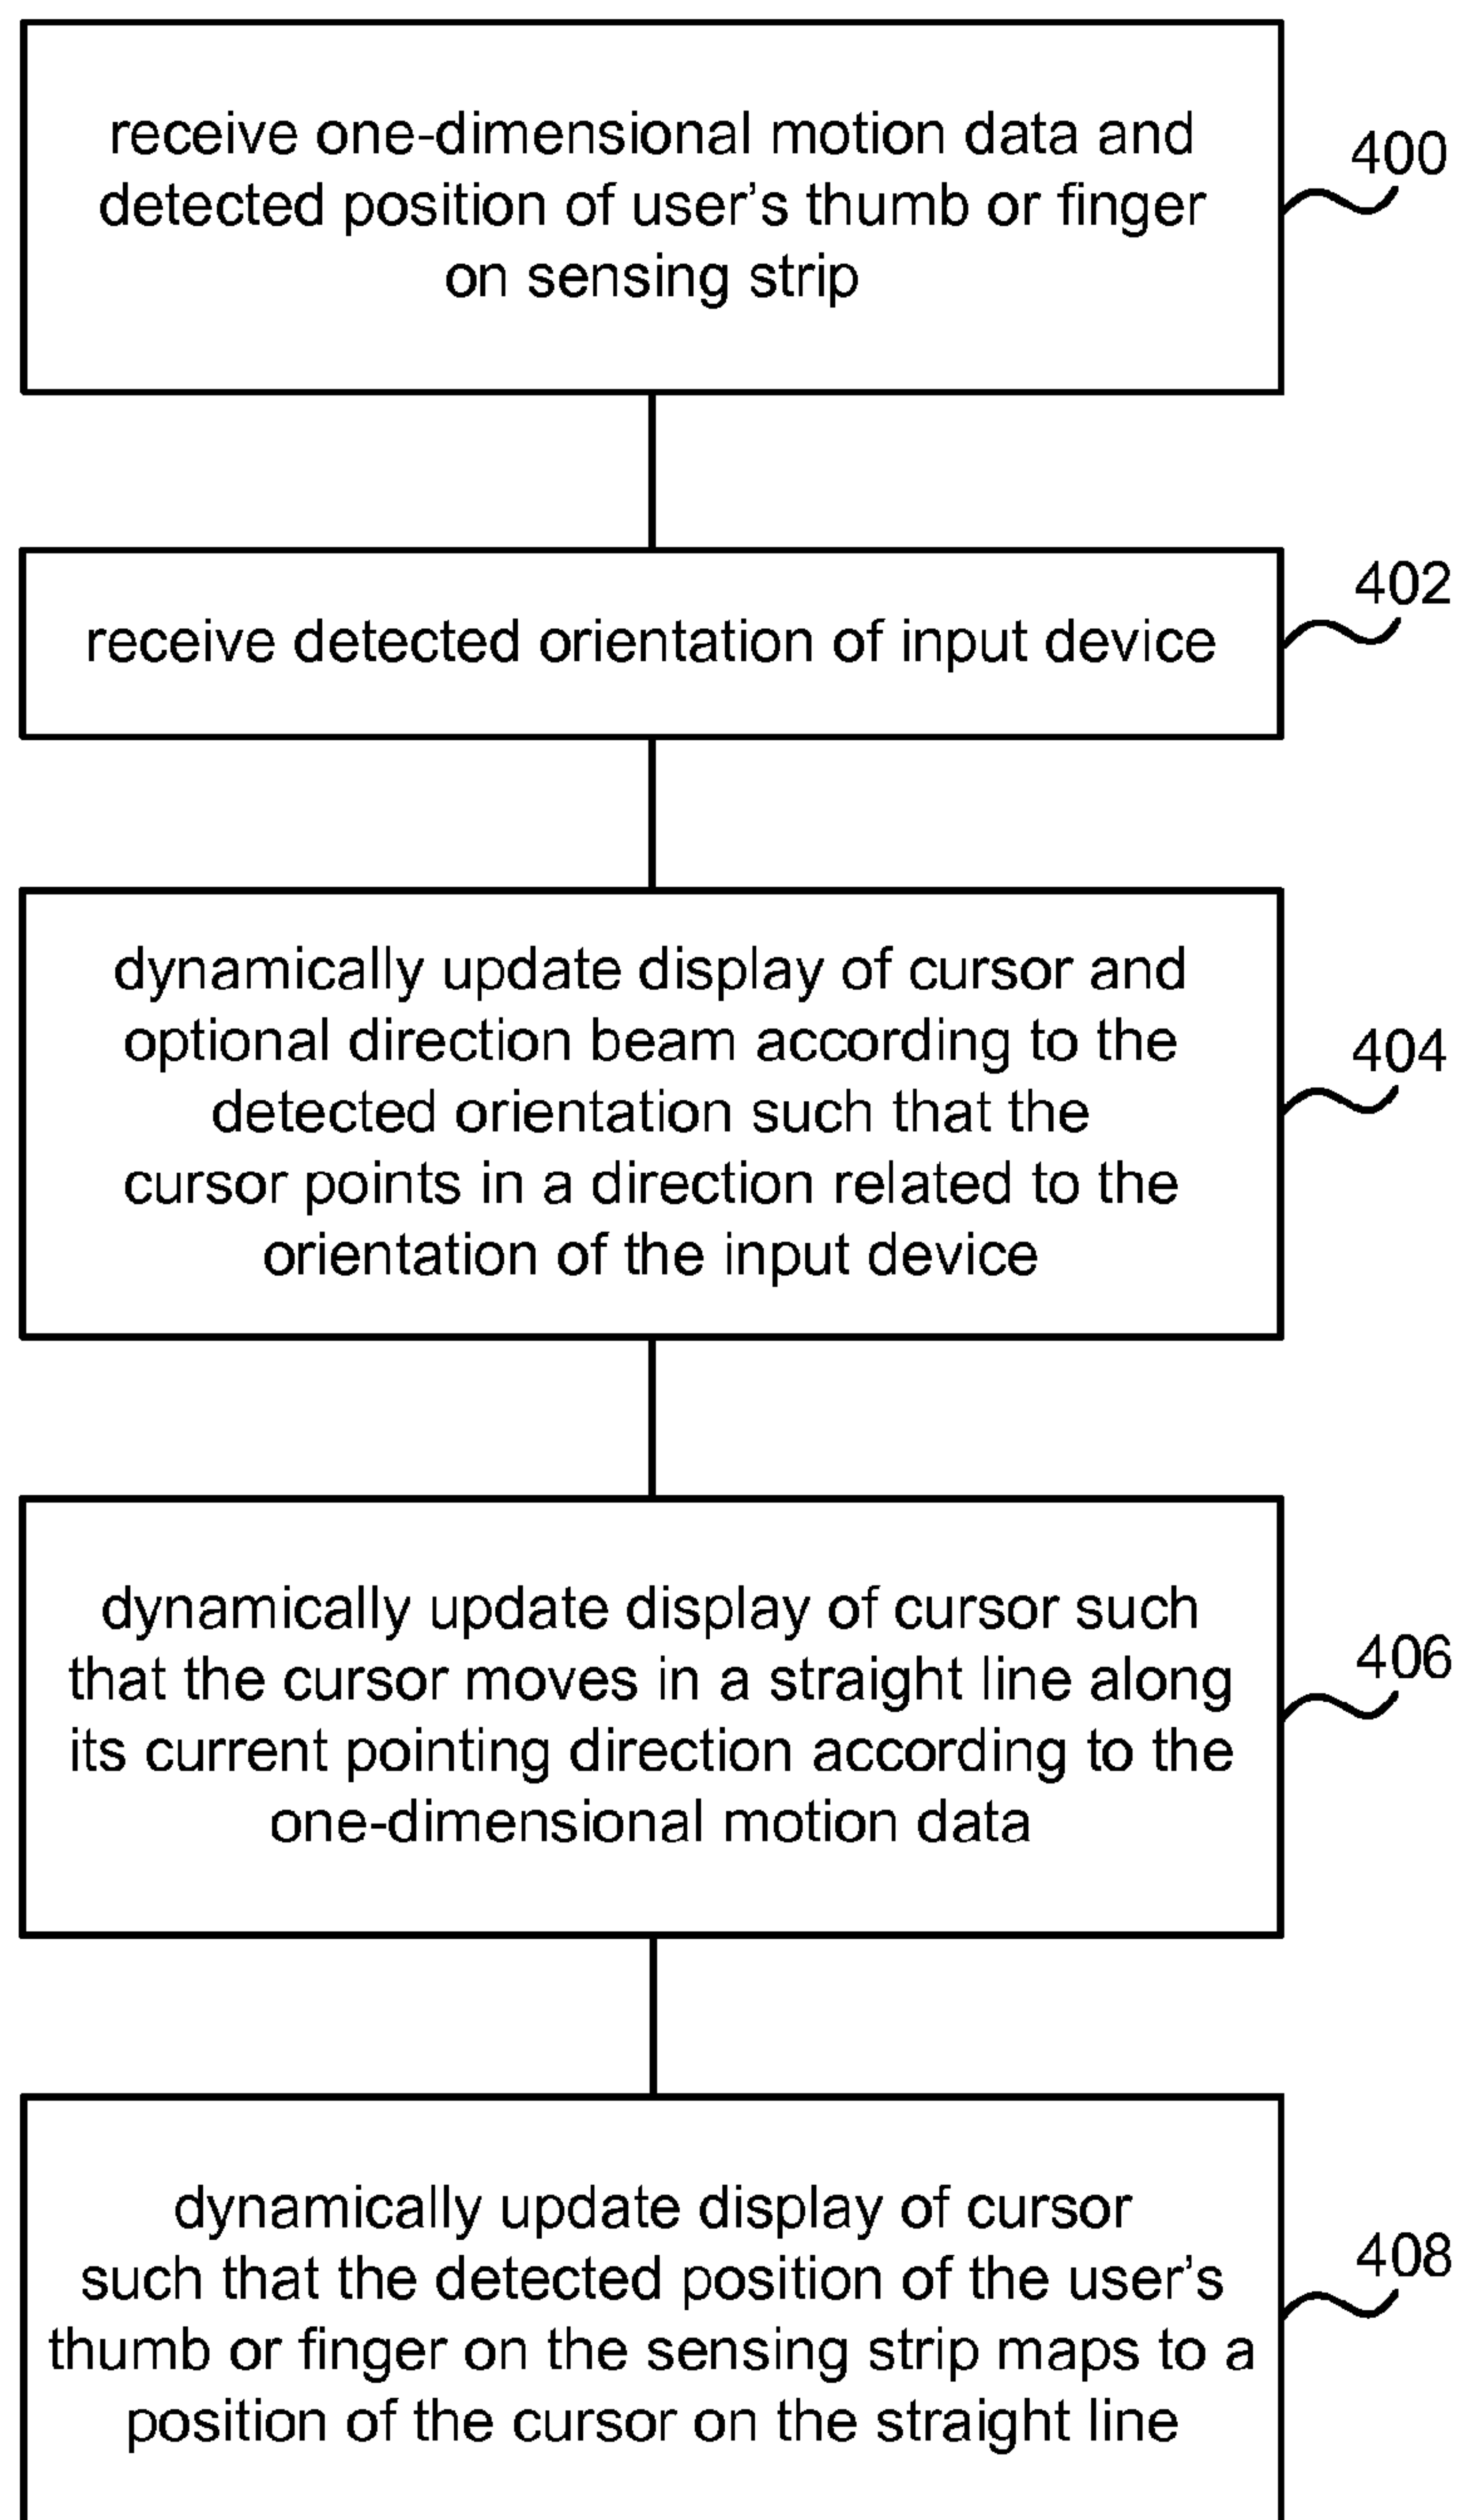 receive one-dimensional motion data and
detected position of user's thumb or finger
on sensing strip
400
receive detected orientation of input device
402
dynamically update display of cursor and
optional direction beam according to the
detected orientation such that the
cursor points in a direction related to the
orientation of the input device
404
dynamically update display of cursor such
that the cursor moves in a straight line along
its current pointing direction according to the
one-dimensional motion data
406
dynamically update display of cursor
such that the detected position of the user's
thumb or finger on the sensing strip maps to a
position of the cursor on the straight line
408